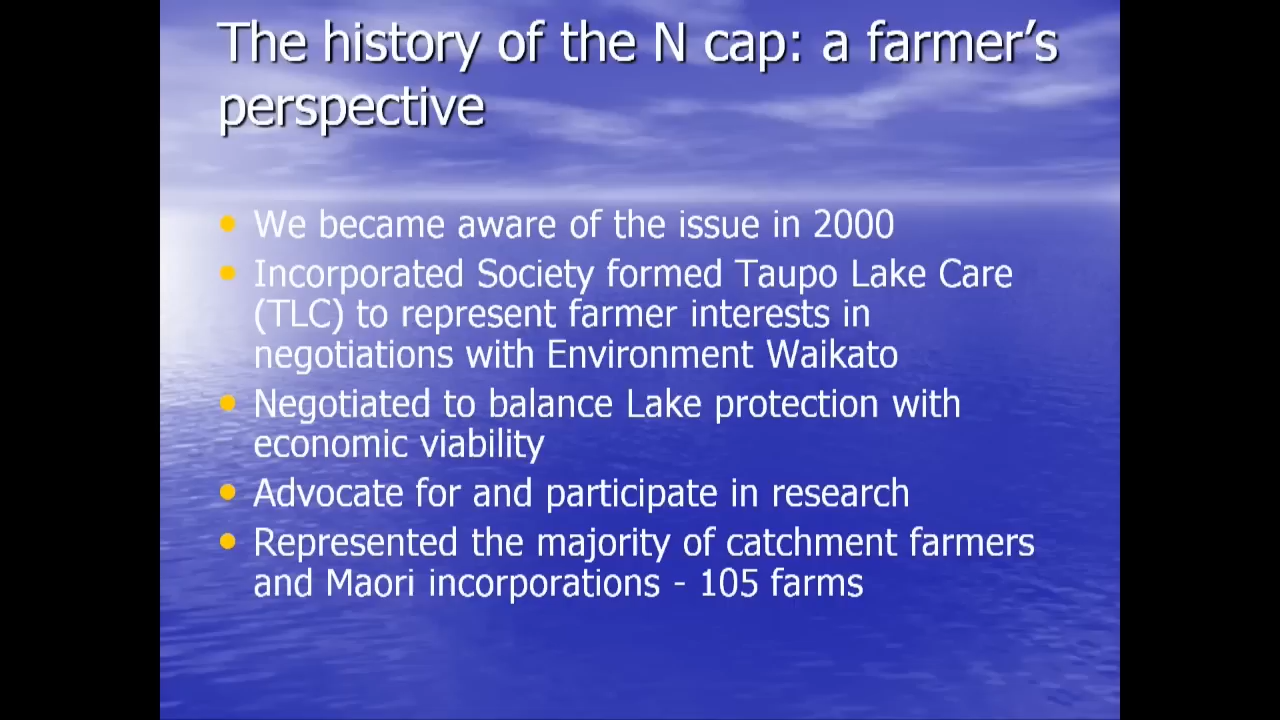 The history of the N cap: a farmer’s
perspective
• We became aware of the issue in 2000
• Incorporated Society formed Taupo Lake Care
(TLC) to represent farmer interests in
negotiations with Environment Waikato
• Negotiated to balance Lake protection with
economic viability
• Advocate for and participate in research
• Represented the majority of catchment farmers
and Maori incorporations - 105 farms